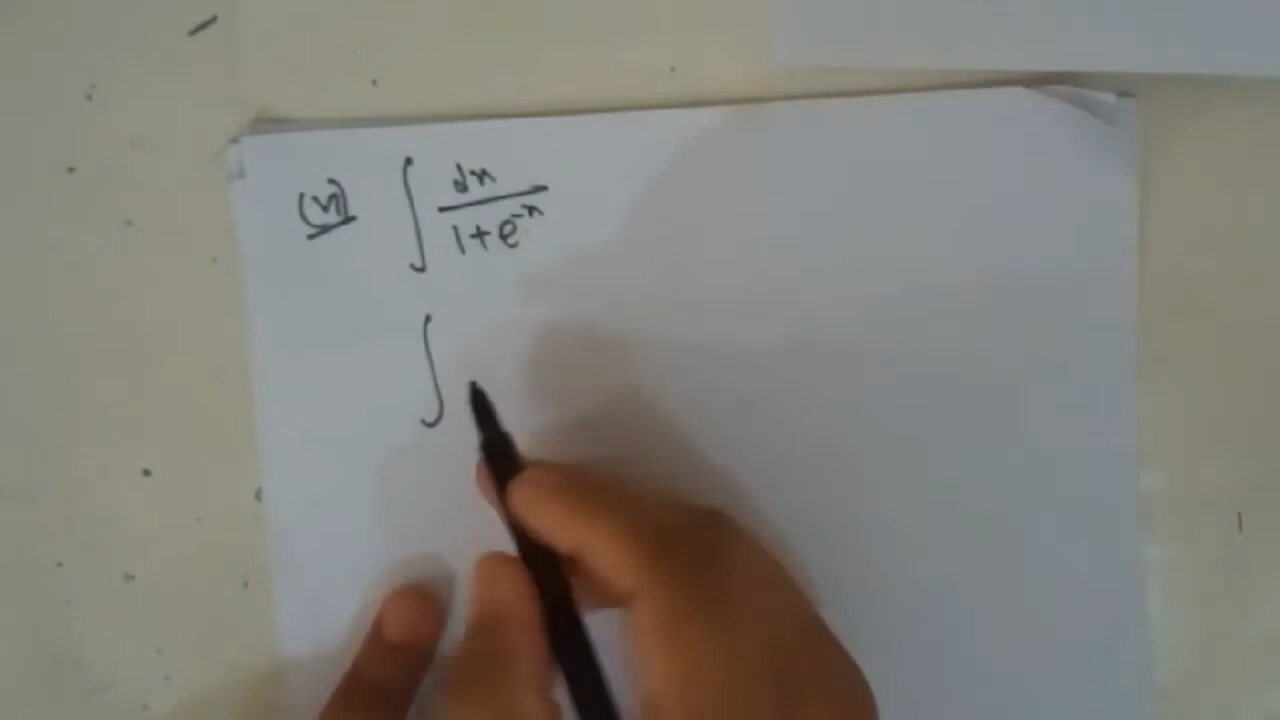 (vi) ∫ dx / 1+e^-x
∫